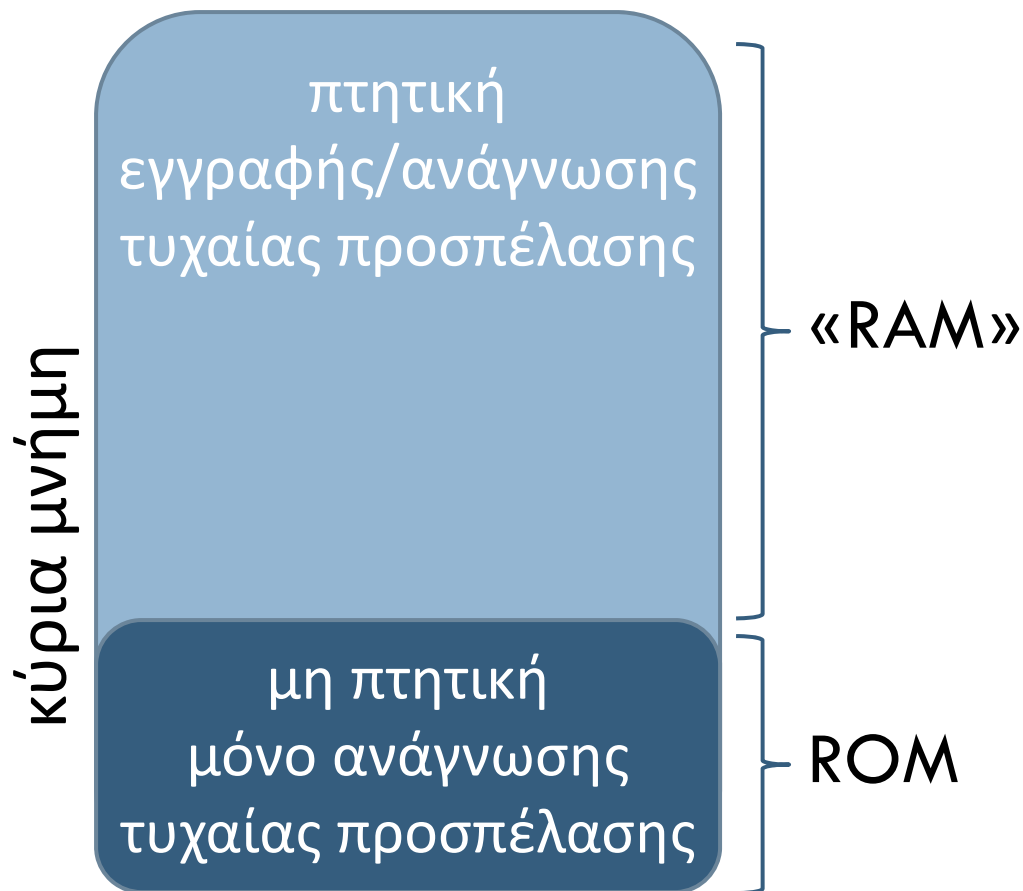 πτητική
εγγραφής/ανάγνωσης
τυχαίας προσπέλασης
«RAM»
κύρια μνήμη
μη πτητική
μόνο ανάγνωσης
τυχαίας προσπέλασης
ROM